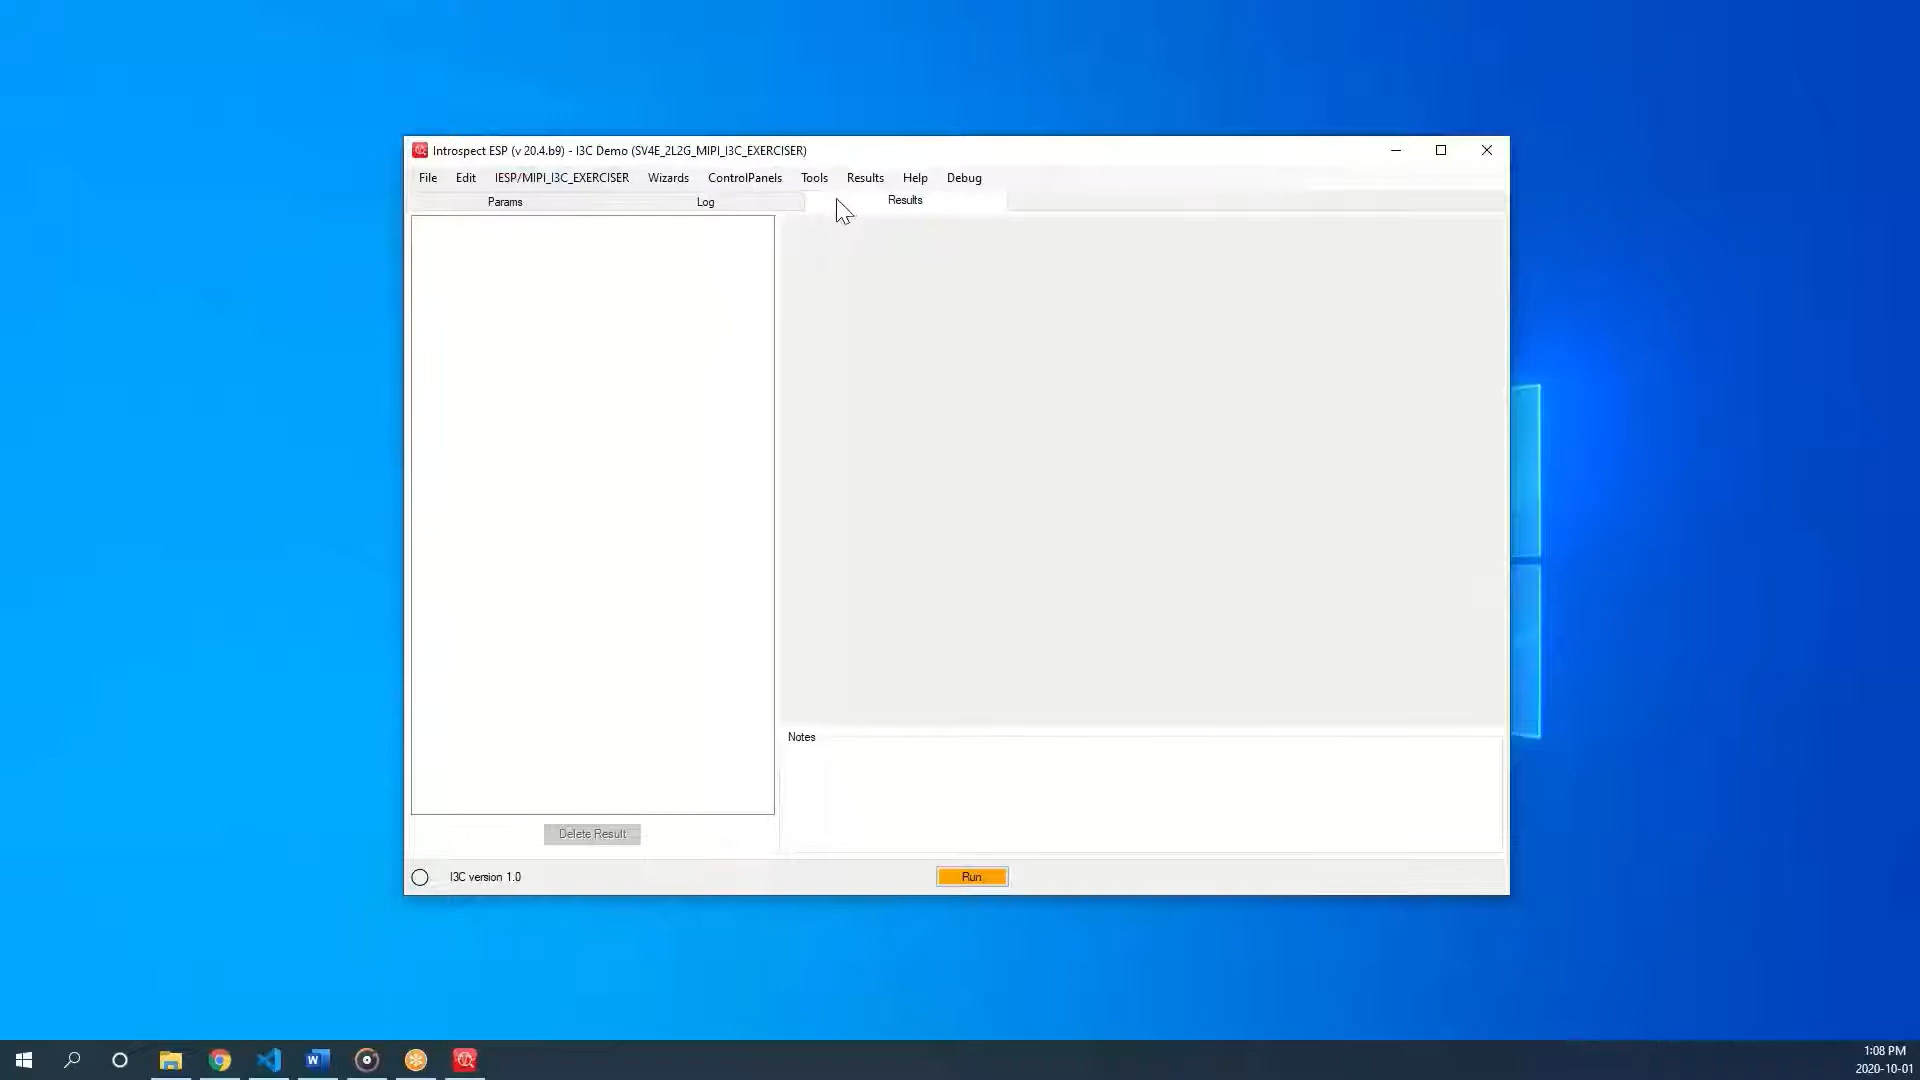 Introspect ESP (v 20.4.b9) - I3C Demo (SV4E_2L2G_MIPI_I3C_EXERCISER)
File Edit IESP/MIPI_I3C_EXERCISER Wizards ControlPanels Tools Results Help Debug
Params Log Results
Notes
Delete Result
I3C version 1.0 Run
1:08 PM
2020-10-01